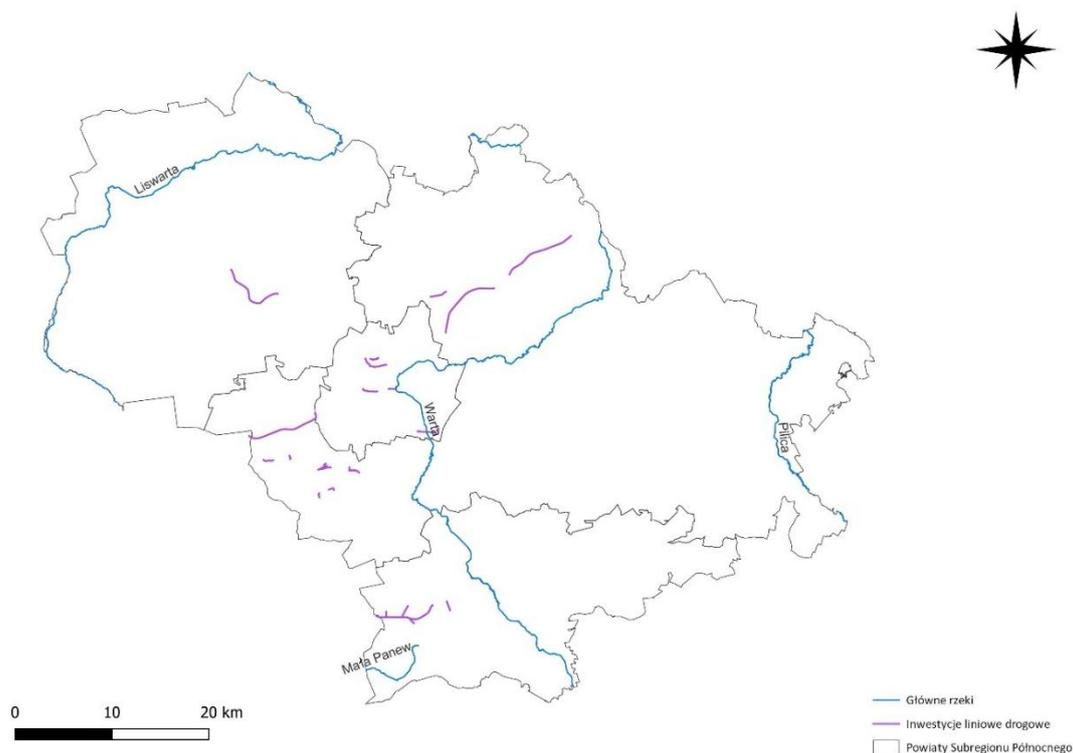 Liswarta
Warta
Pilica
Mała Panew
0 10 20 km
Główne rzeki
Inwestycje liniowe drogowe
Powiaty Subregionu Północnego